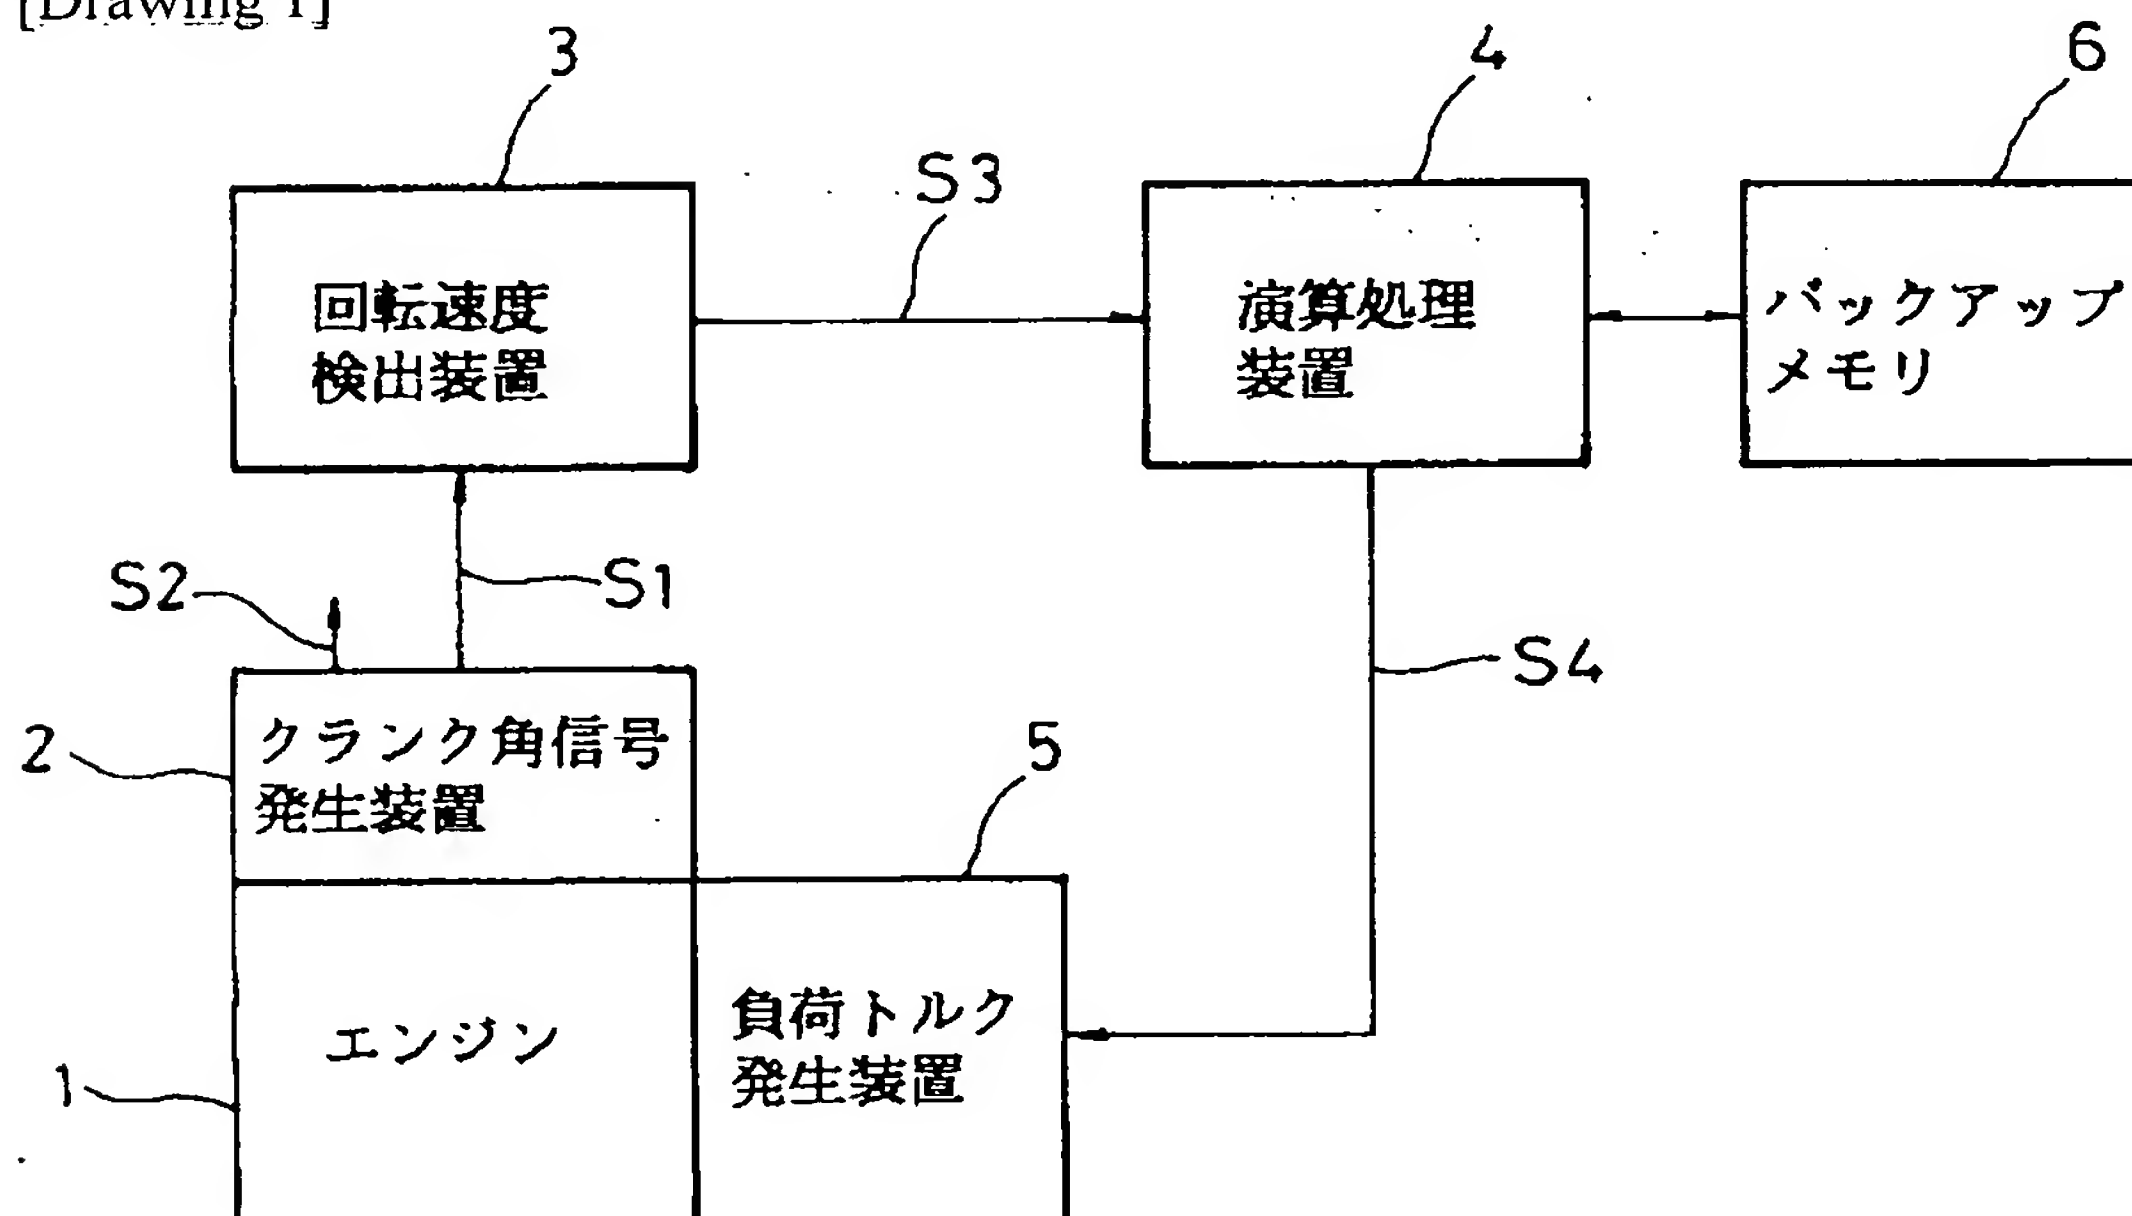 [Drawing 1]
3
4
6
S3
回転速度
検出装置
演算処理
装置
バックアップ
メモリ
S2
S1
S4
2
クランク角信号
発生装置
5
エンジン
負荷トルク
発生装置
1